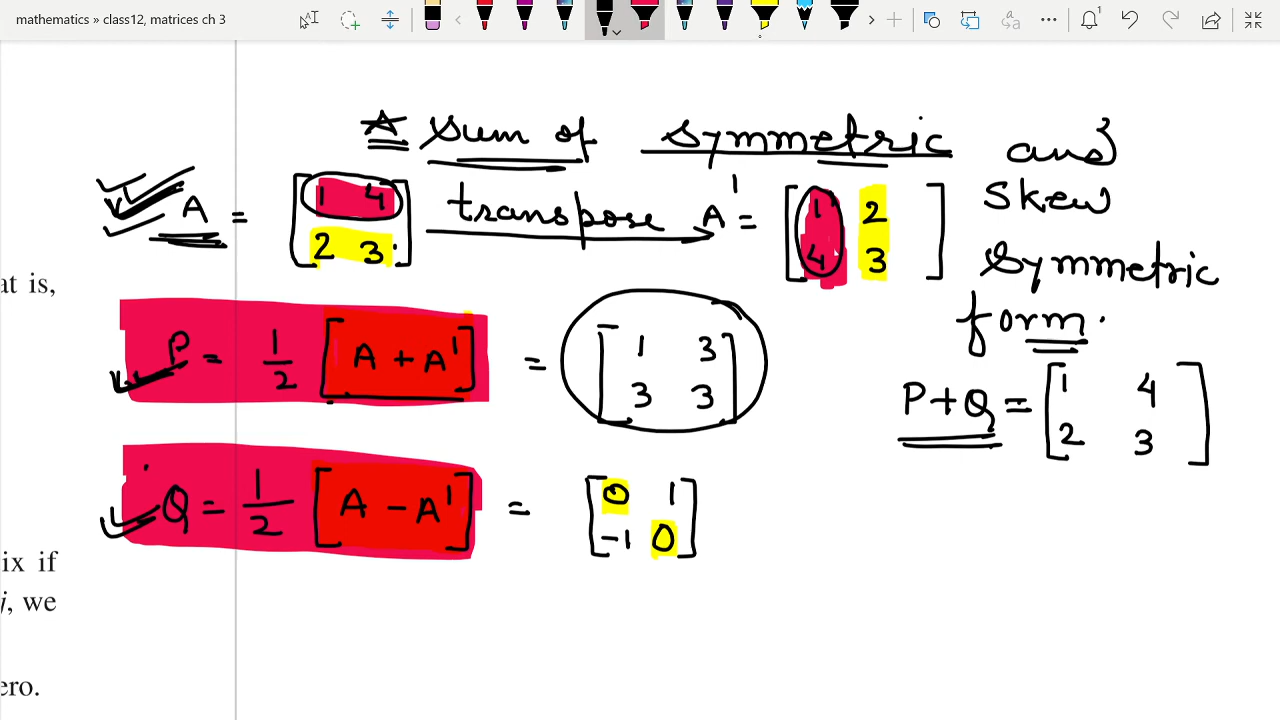 mathematics » class12, matrices ch 3
A sum of symmetric and
skew
symmetric
form.
A = [1 4
2 3] transpose A' = [1 2
4 3]
at is,
P = 1/2 [A + A'] = [1 3
3 3]
P+Q = [1 4
2 3]
Q = 1/2 [A - A'] = [0 1
-1 0]
ix if
j, we
ero.